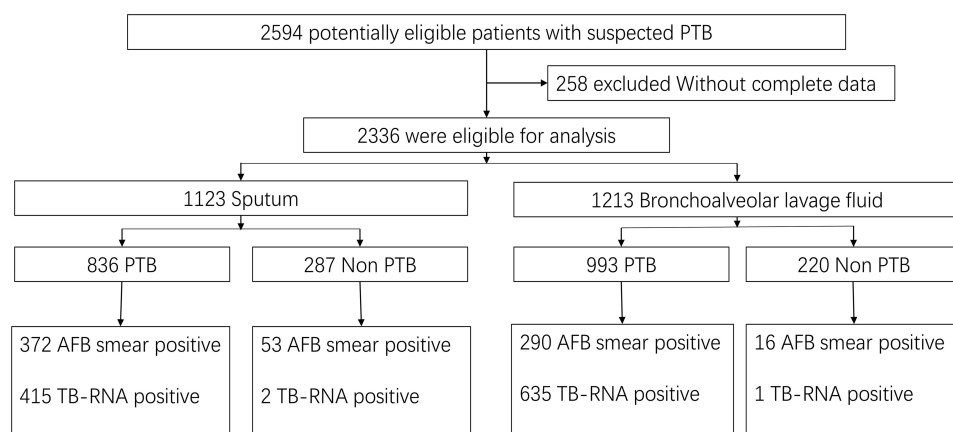 2594 potentially eligible patients with suspected PTB
258 excluded Without complete data
2336 were eligible for analysis
1123 Sputum
1213 Bronchoalveolar lavage fluid
836 PTB
287 Non PTB
993 PTB
220 Non PTB
372 AFB smear positive
415 TB-RNA positive
53 AFB smear positive
2 TB-RNA positive
290 AFB smear positive
635 TB-RNA positive
16 AFB smear positive
1 TB-RNA positive